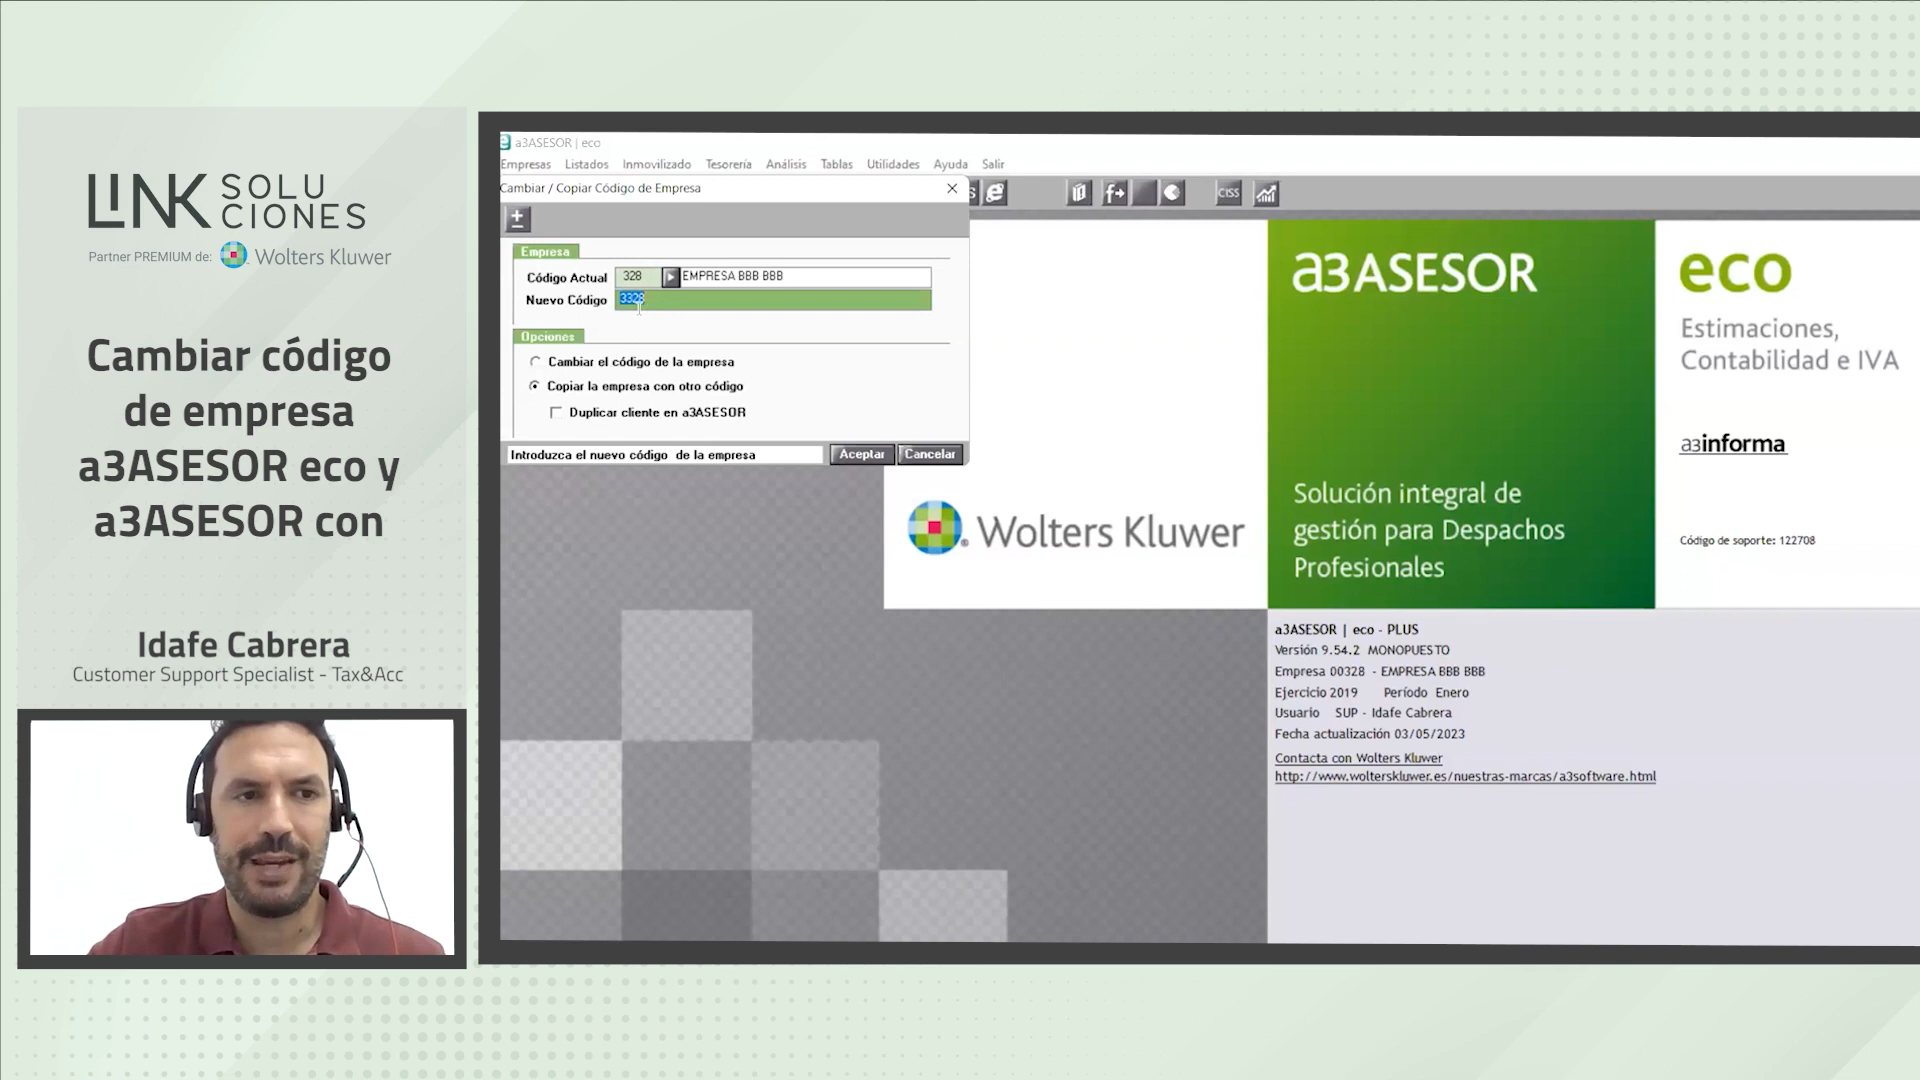 LINK SOLUCIONES
Partner PREMIUM de: Wolters Kluwer
Cambiar código
de empresa
a3ASESOR eco y
a3ASESOR con
Idafe Cabrera
Customer Support Specialist - Tax&Acc
a3ASESOR | eco
Empresas Listados Inmovilizado Tesorería Análisis Tablas Utilidades Ayuda Salir
Cambiar / Copiar Código de Empresa
CISS
Empresa
Código Actual 328 EMPRESA BBB BBB
Nuevo Código 3328
Opciones
Cambiar el código de la empresa
Copiar la empresa con otro código
Duplicar cliente en a3ASESOR
Introduzca el nuevo código de la empresa Aceptar Cancelar
Wolters Kluwer
a3ASESOR
Solución integral de
gestión para Despachos
Profesionales
eco
Estimaciones,
Contabilidad e IVA
a3informa
Código de soporte: 122708
a3ASESOR | eco - PLUS
Versión 9.54.2 MONOPUESTO
Empresa 00328 - EMPRESA BBB BBB
Ejercicio 2019 Período Enero
Usuario SUP - Idafe Cabrera
Fecha actualización 03/05/2023
Contacta con Wolters Kluwer
http://www.wolterskluwer.es/nuestras-marcas/a3software.html